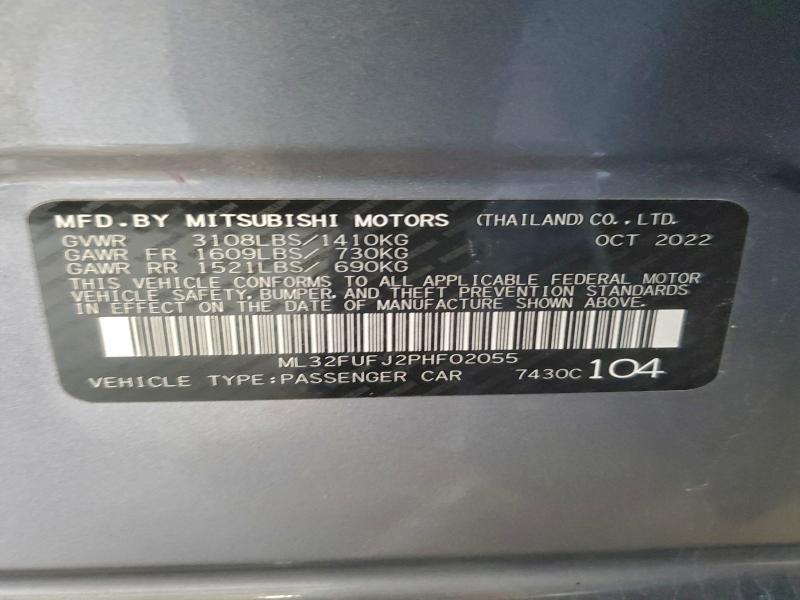 MFD.BY MITSUBISHI MOTORS (THAILAND) CO.,LTD.
GVWR 3108LBS/1410KG OCT 2022
GAWR FR 1609LBS/ 730KG
GAWR RR 1521LBS/ 690KG
THIS VEHICLE CONFORMS TO ALL APPLICABLE FEDERAL MOTOR
VEHICLE SAFETY, BUMPER, AND THEFT PREVENTION STANDARDS
IN EFFECT ON THE DATE OF MANUFACTURE SHOWN ABOVE.
ML32FUFJ2PHF02055
VEHICLE TYPE:PASSENGER CAR 7430C 104